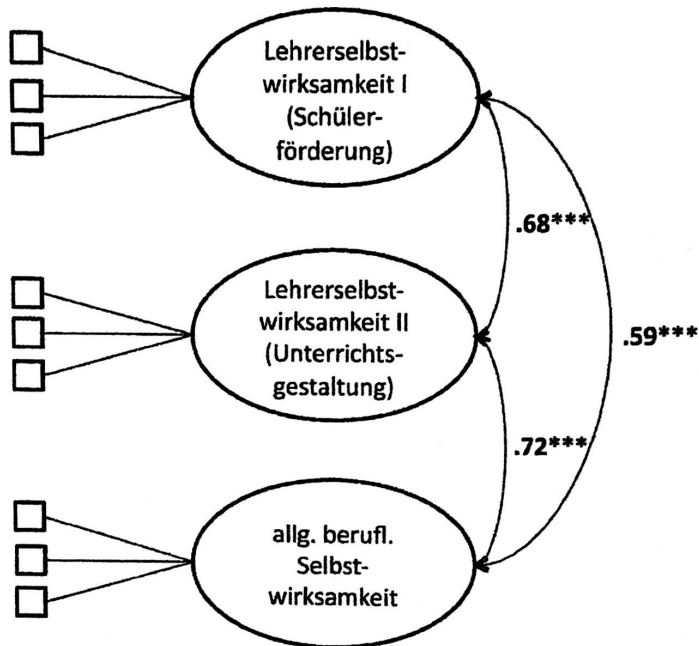 Lehrerselbst-
wirksamkeit I
(Schüler-
förderung)
.68***
Lehrerselbst-
wirksamkeit II
(Unterrichts-
gestaltung)
.59***
.72***
allg. berufl.
Selbst-
wirksamkeit